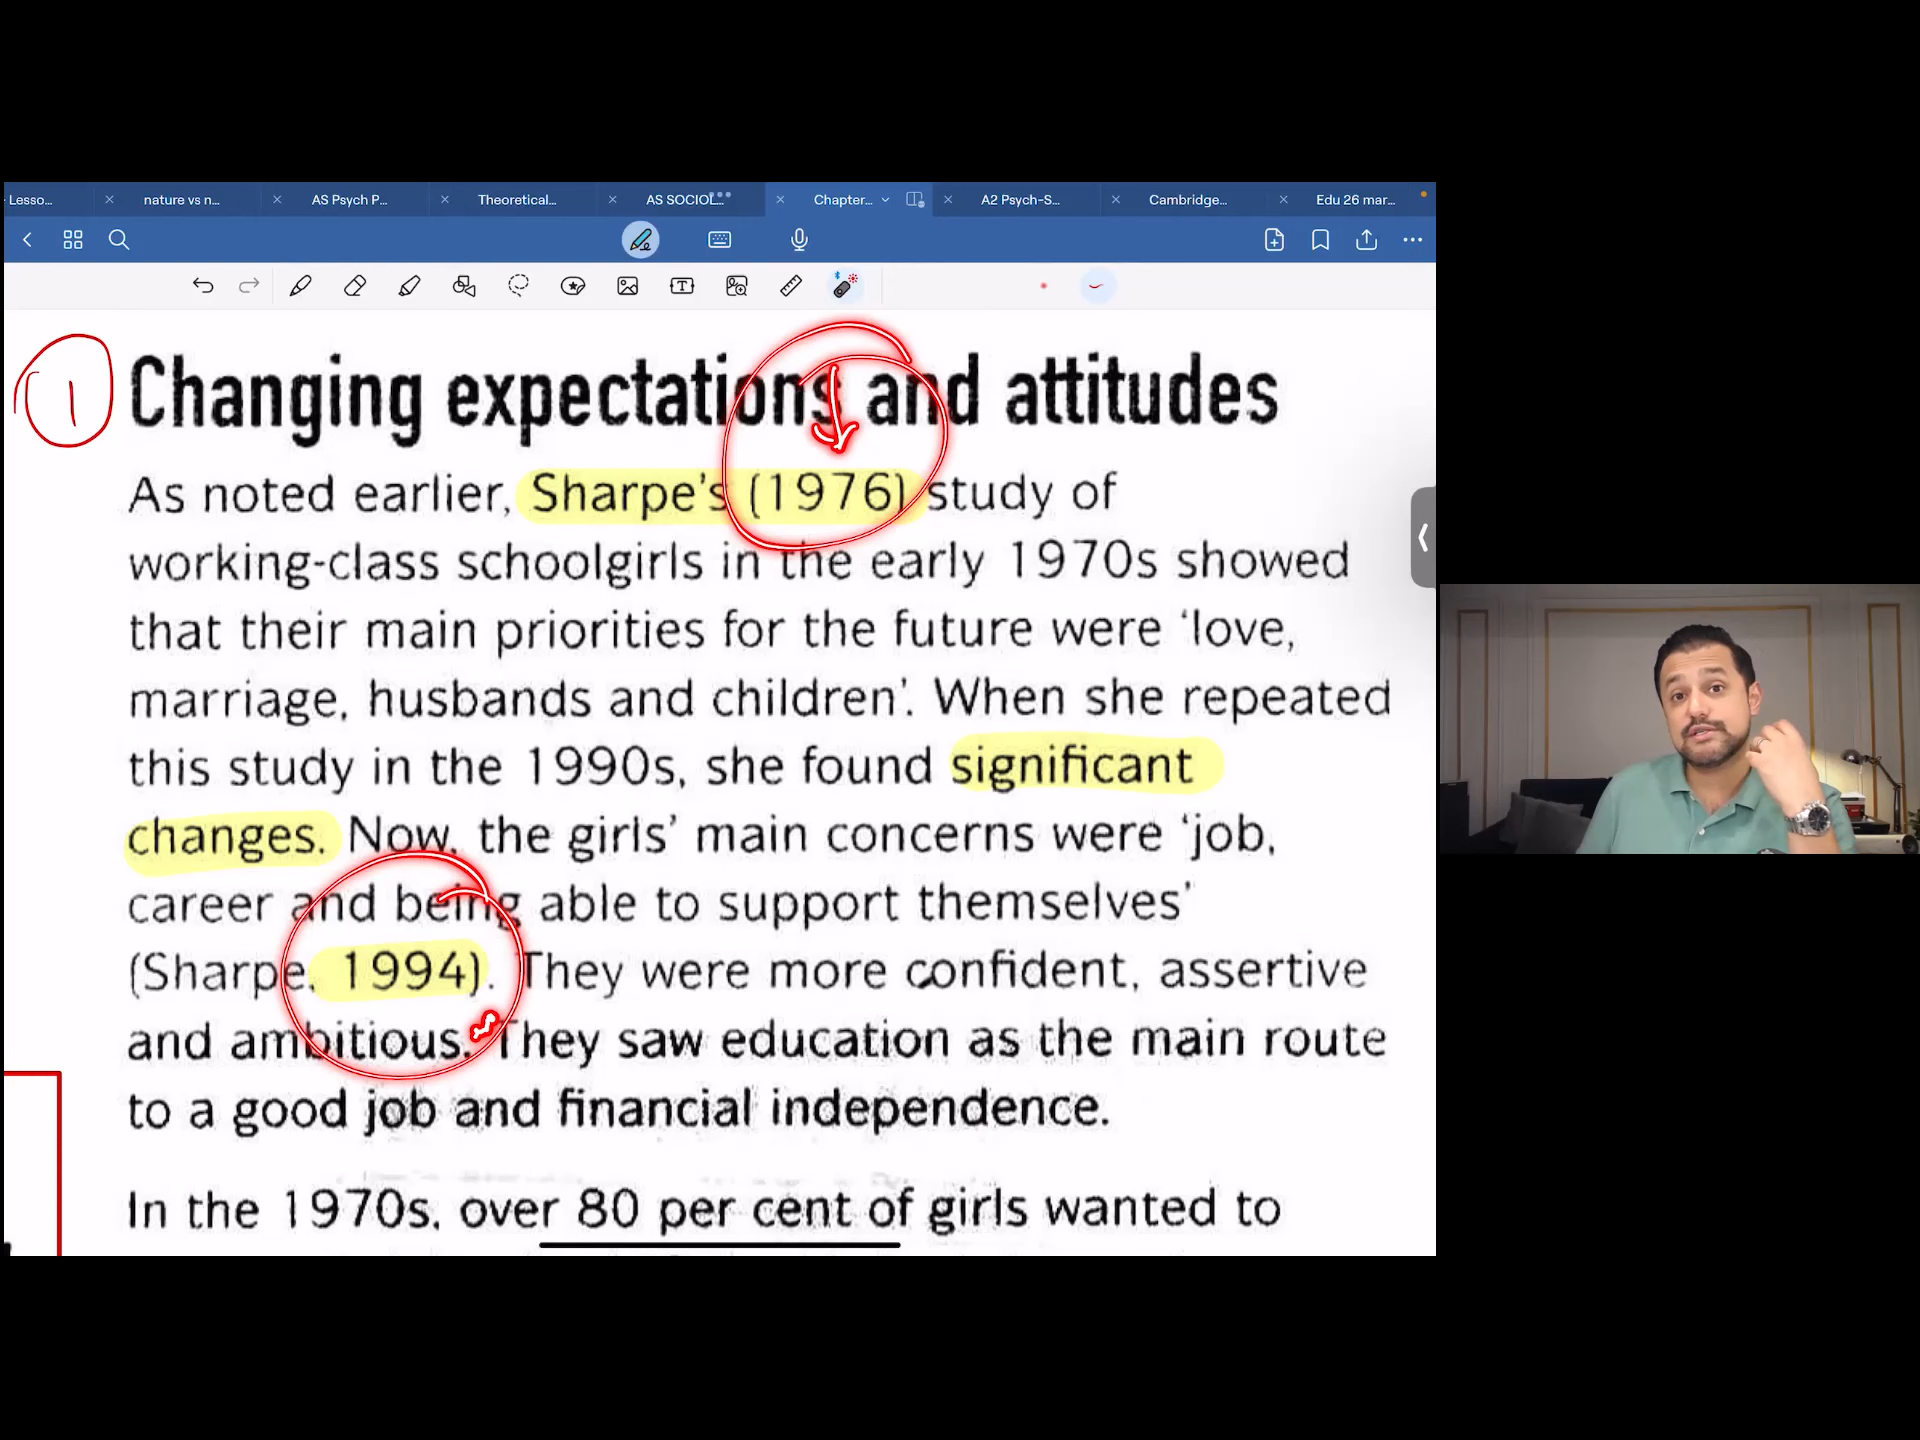 Lesso...
nature vs n...
AS Psych P...
Theoretical...
AS SOCIOL...
Chapter...
A2 Psych-S...
Cambridge...
Edu 26 mar...
1
Changing expectations and attitudes
As noted earlier, Sharpe's (1976) study of
working-class schoolgirls in the early 1970s showed
that their main priorities for the future were 'love,
marriage, husbands and children'. When she repeated
this study in the 1990s, she found significant
changes. Now, the girls' main concerns were 'job,
career and being able to support themselves'
(Sharpe, 1994). They were more confident, assertive
and ambitious. They saw education as the main route
to a good job and financial independence.
In the 1970s, over 80 per cent of girls wanted to